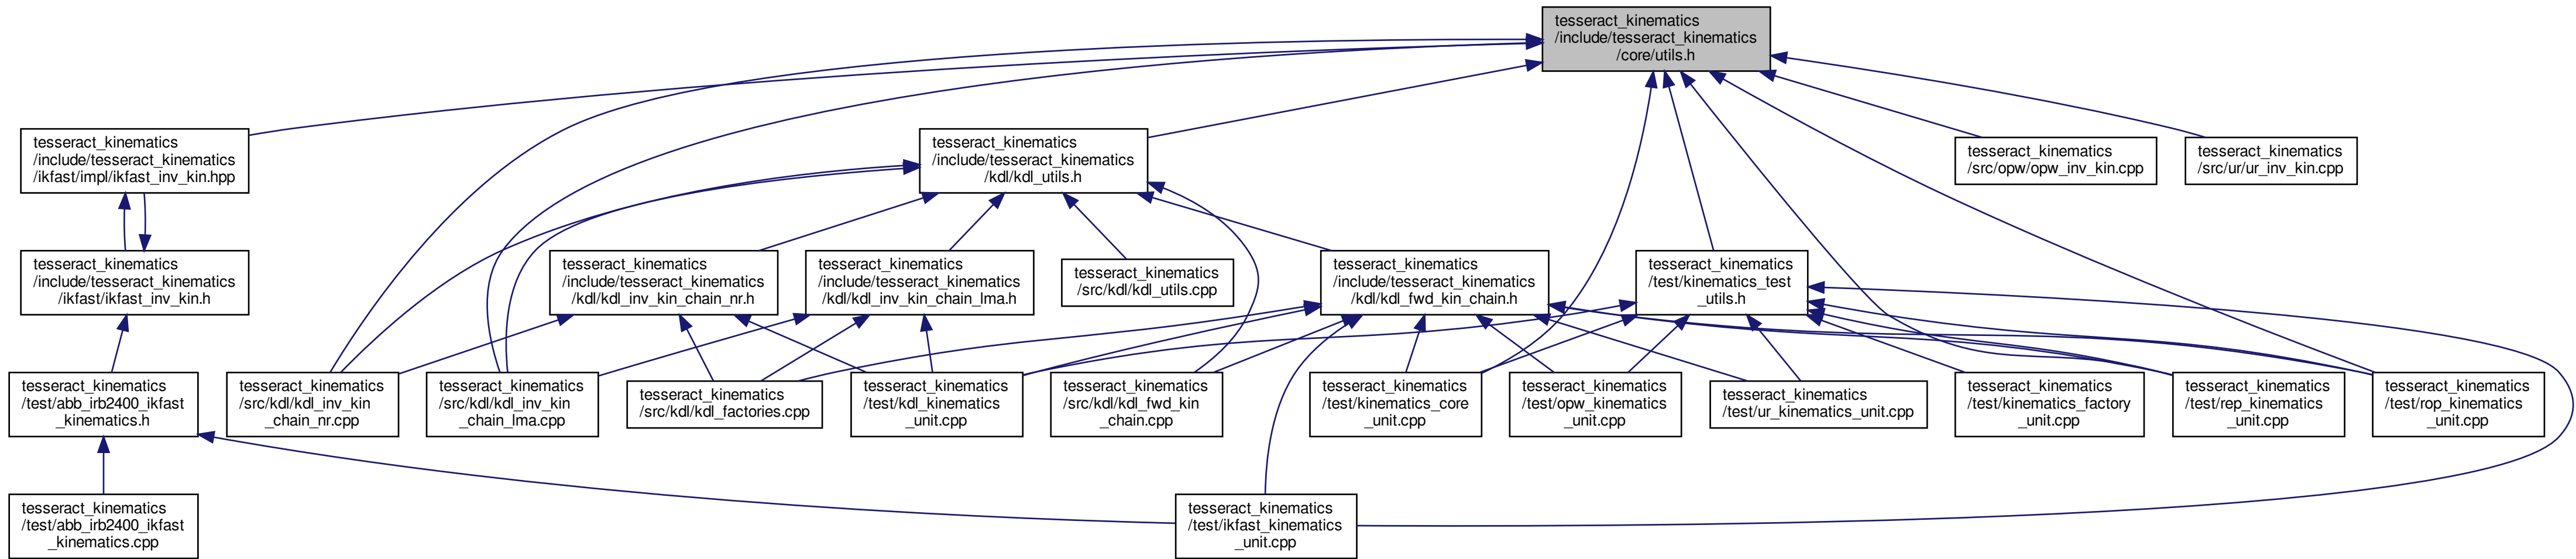 tesseract_kinematics
/include/tesseract_kinematics
/core/utils.h
tesseract_kinematics
/include/tesseract_kinematics
/ikfast/impl/ikfast_inv_kin.hpp
tesseract_kinematics
/include/tesseract_kinematics
/kdl/kdl_utils.h
tesseract_kinematics
/src/opw/opw_inv_kin.cpp
tesseract_kinematics
/src/ur/ur_inv_kin.cpp
tesseract_kinematics
/include/tesseract_kinematics
/ikfast/ikfast_inv_kin.h
tesseract_kinematics
/include/tesseract_kinematics
/kdl/kdl_inv_kin_chain_nr.h
tesseract_kinematics
/include/tesseract_kinematics
/kdl/kdl_inv_kin_chain_lma.h
tesseract_kinematics
/src/kdl/kdl_utils.cpp
tesseract_kinematics
/include/tesseract_kinematics
/kdl/kdl_fwd_kin_chain.h
tesseract_kinematics
/test/kinematics_test
_utils.h
tesseract_kinematics
/test/abb_irb2400_ikfast
_kinematics.h
tesseract_kinematics
/src/kdl/kdl_inv_kin
_chain_nr.cpp
tesseract_kinematics
/src/kdl/kdl_inv_kin
_chain_lma.cpp
tesseract_kinematics
/src/kdl/kdl_factories.cpp
tesseract_kinematics
/test/kdl_kinematics
_unit.cpp
tesseract_kinematics
/src/kdl/kdl_fwd_kin
_chain.cpp
tesseract_kinematics
/test/kinematics_core
_unit.cpp
tesseract_kinematics
/test/opw_kinematics
_unit.cpp
tesseract_kinematics
/test/ur_kinematics_unit.cpp
tesseract_kinematics
/test/kinematics_factory
_unit.cpp
tesseract_kinematics
/test/rep_kinematics
_unit.cpp
tesseract_kinematics
/test/rop_kinematics
_unit.cpp
tesseract_kinematics
/test/abb_irb2400_ikfast
_kinematics.cpp
tesseract_kinematics
/test/ikfast_kinematics
_unit.cpp